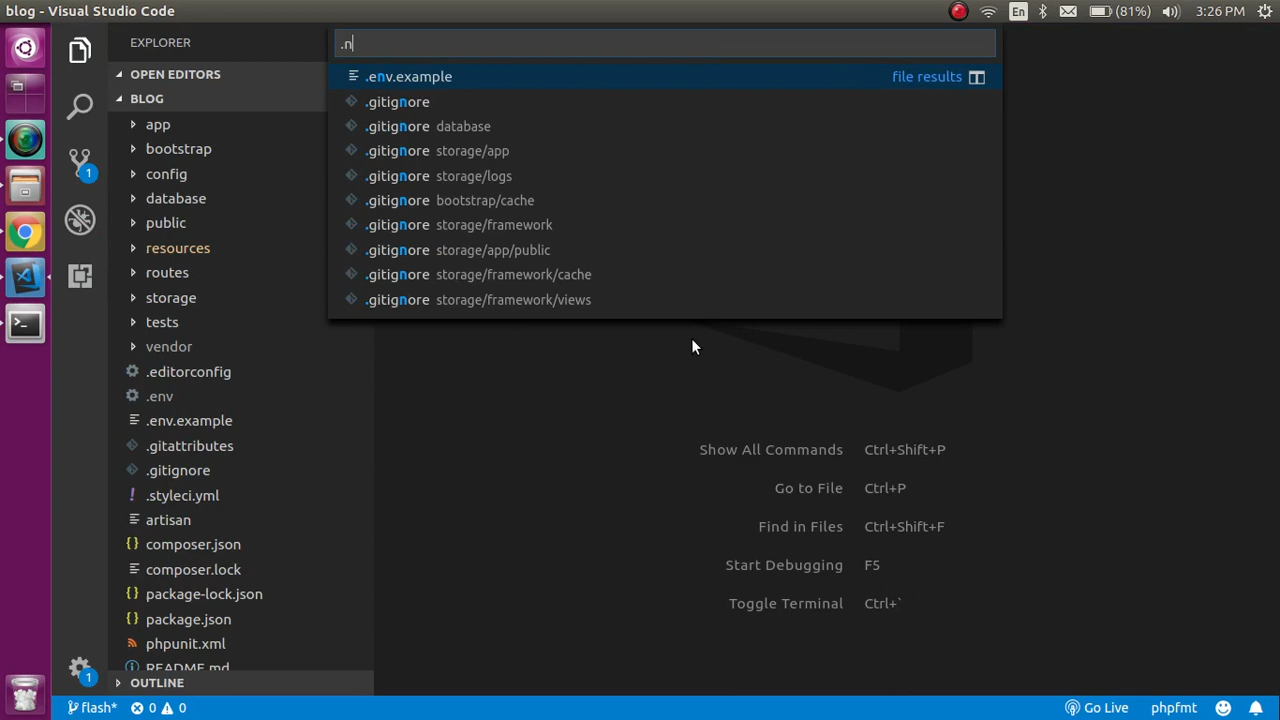 blog - Visual Studio Code
En
(81%)
3:26 PM
EXPLORER
OPEN EDITORS
BLOG
app
bootstrap
config
database
public
resources
routes
storage
tests
vendor
.editorconfig
.env
.env.example
.gitattributes
.gitignore
.styleci.yml
artisan
composer.json
composer.lock
package-lock.json
package.json
phpunit.xml
README.md
OUTLINE
1
1
.n
.env.example file results
.gitignore
.gitignore database
.gitignore storage/app
.gitignore storage/logs
.gitignore bootstrap/cache
.gitignore storage/framework
.gitignore storage/app/public
.gitignore storage/framework/cache
.gitignore storage/framework/views
Show All Commands Ctrl+Shift+P
Go to File Ctrl+P
Find in Files Ctrl+Shift+F
Start Debugging F5
Toggle Terminal Ctrl+`
flash* 0 0
Go Live phpfmt